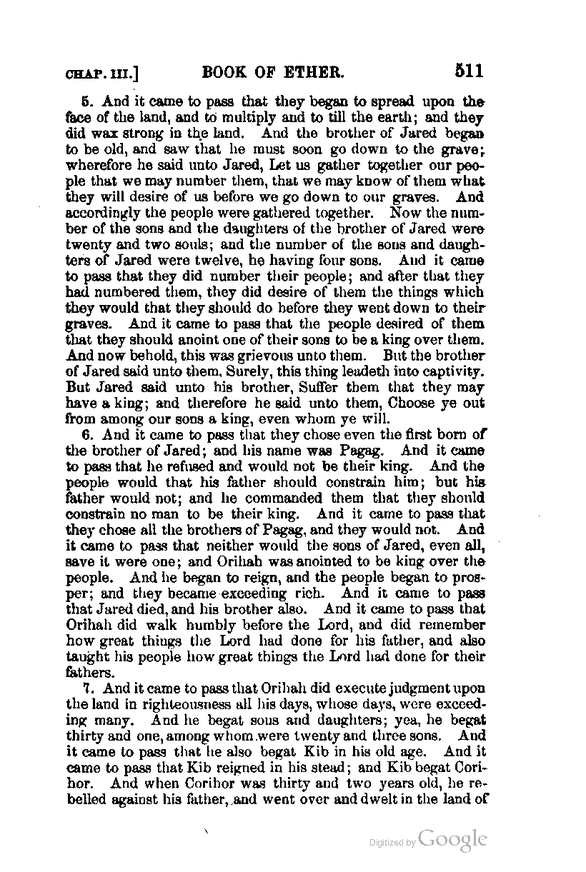 CHAP. III.] BOOK OF ETHER. 511
5. And it came to pass that they began to spread upon the
face of the land, and to multiply and to till the earth; and they
did wax strong in the land. And the brother of Jared began
to be old, and saw that he must soon go down to the grave;
wherefore he said unto Jared, Let us gather together our peo-
ple that we may number them, that we may know of them what
they will desire of us before we go down to our graves. And
accordingly the people were gathered together. Now the num-
ber of the sons and the daughters of the brother of Jared were
twenty and two souls; and the number of the sons and daugh-
ters of Jared were twelve, he having four sons. And it came
to pass that they did number their people; and after that they
had numbered them, they did desire of them the things which
they would that they should do before they went down to their
graves. And it came to pass that the people desired of them
that they should anoint one of their sons to be a king over them.
And now behold, this was grievous unto them. But the brother
of Jared said unto them, Surely, this thing leadeth into captivity.
But Jared said unto his brother, Suffer them that they may
have a king; and therefore he said unto them, Choose ye out
from among our sons a king, even whom ye will.
6. And it came to pass that they chose even the first born of
the brother of Jared; and his name was Pagag. And it came
to pass that he refused and would not be their king. And the
people would that his father should constrain him; but his
father would not; and he commanded them that they should
constrain no man to be their king. And it came to pass that
they chose all the brothers of Pagag, and they would not. And
it came to pass that neither would the sons of Jared, even all,
save it were one; and Orihah was anointed to be king over the
people. And he began to reign, and the people began to pros-
per; and they became exceeding rich. And it came to pass
that Jared died, and his brother also. And it came to pass that
Orihah did walk humbly before the Lord, and did remember
how great things the Lord had done for his father, and also
taught his people how great things the Lord had done for their
fathers.
7. And it came to pass that Orihah did execute judgment upon
the land in righteousness all his days, whose days, were exceed-
ing many. And he begat sons and daughters; yea, he begat
thirty and one, among whom were twenty and three sons. And
it came to pass that he also begat Kib in his old age. And it
came to pass that Kib reigned in his stead; and Kib begat Cori-
hor. And when Corihor was thirty and two years old, he re-
belled against his father, and went over and dwelt in the land of
Digitized by Google